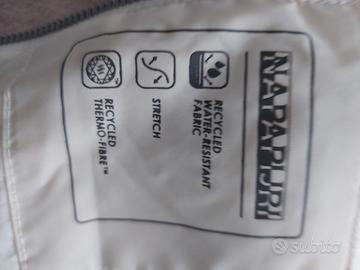 NAPAPIJRI
RECYCLED
WATER-RESISTANT
FABRIC
STRETCH
RECYCLED
THERMO-FIBRE™
subito